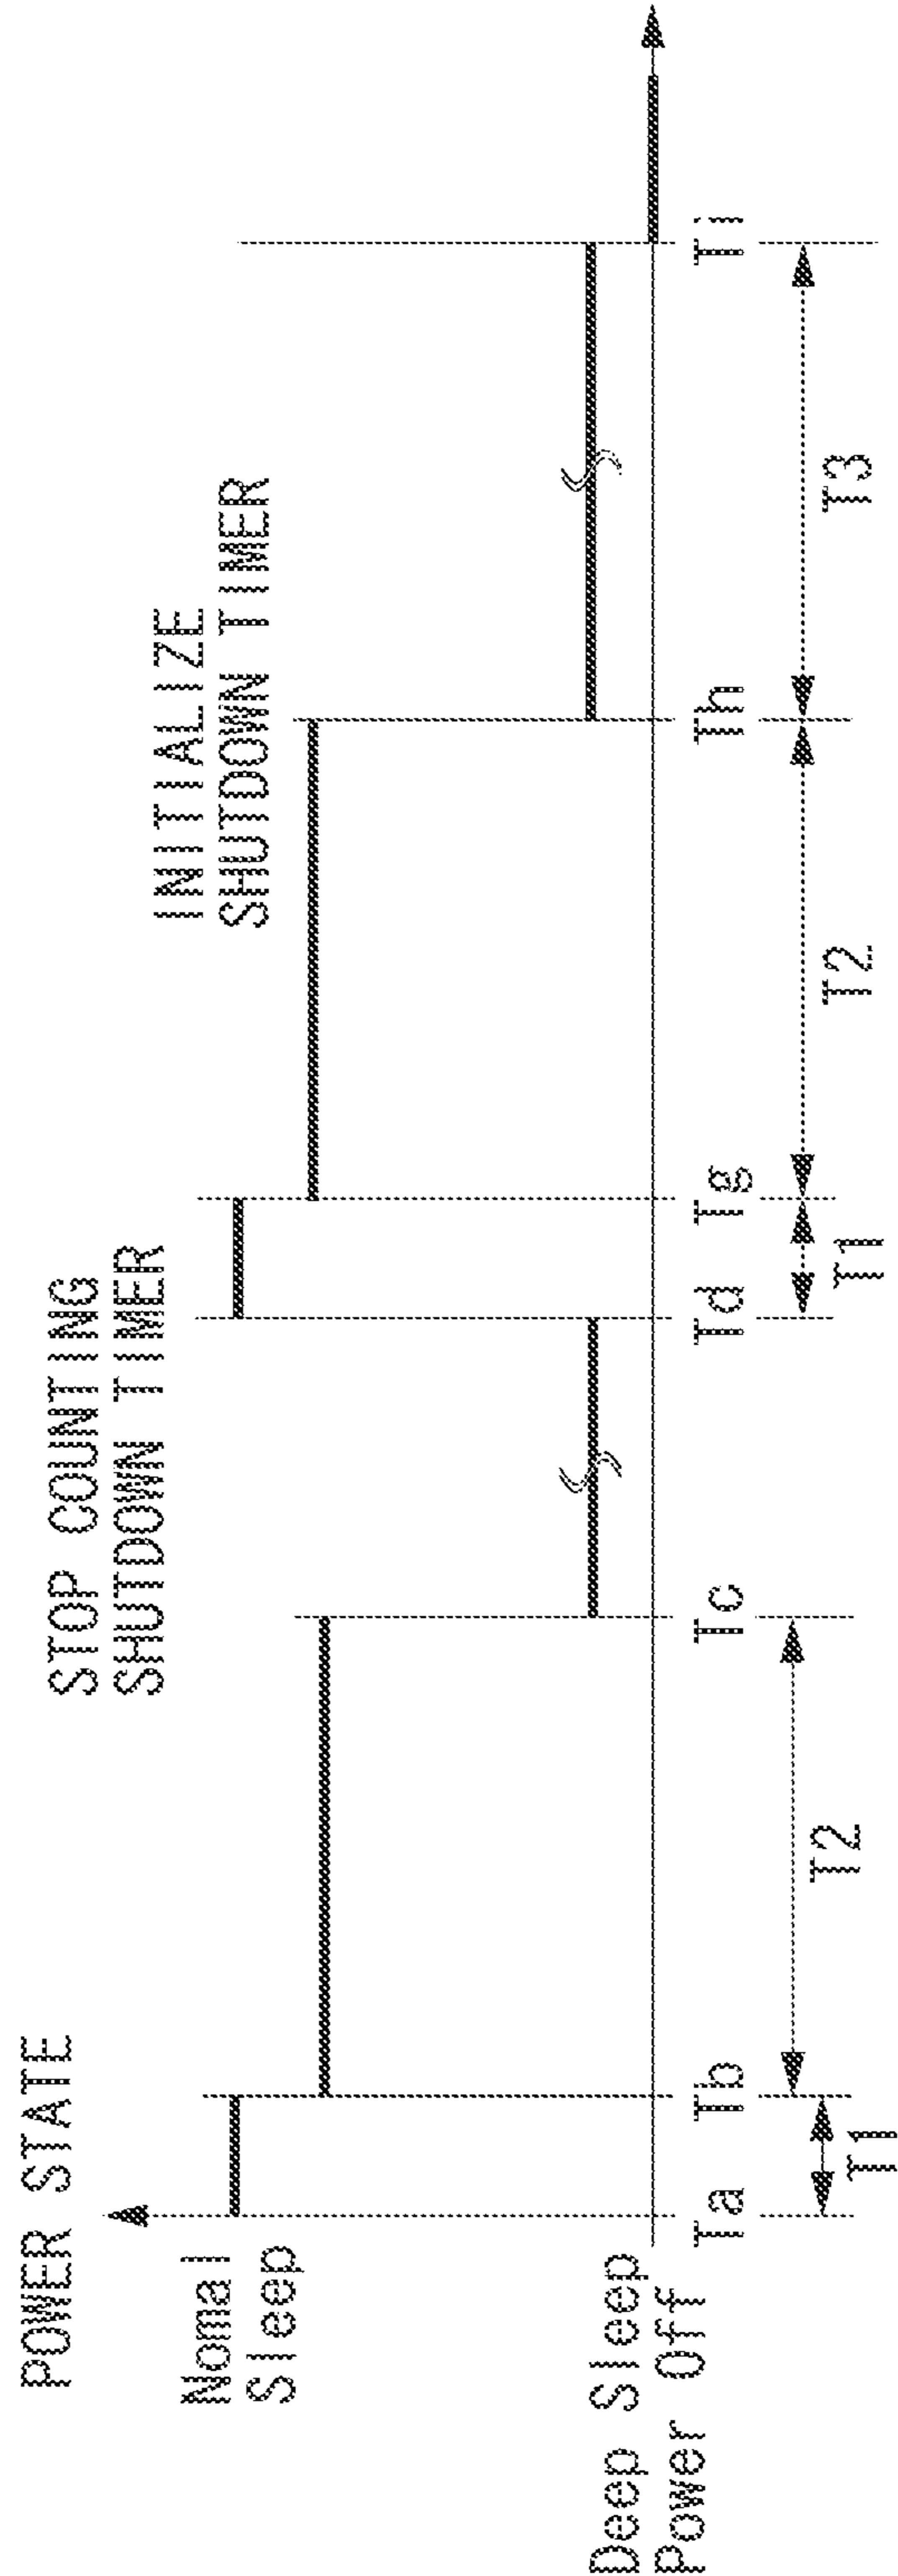 POWER STATE
STOP COUNTING
SHUTDOWN TIMER
INITIALIZE
SHUTDOWN TIMER
Nomal
Sleep
Deep Sleep
Power Off
Ta
Tb
Tc
Td
Tg
Th
Ti
T1
T2
T1
T2
T3